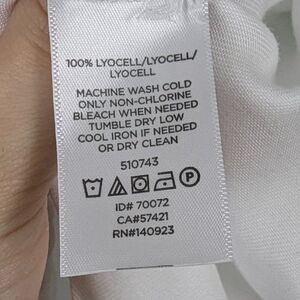 100% LYOCELL/LYOCELL/
LYOCELL
MACHINE WASH COLD
ONLY NON-CHLORINE
BLEACH WHEN NEEDED
TUMBLE DRY LOW
COOL IRON IF NEEDED
OR DRY CLEAN
510743
ID# 70072
CA#57421
RN#140923